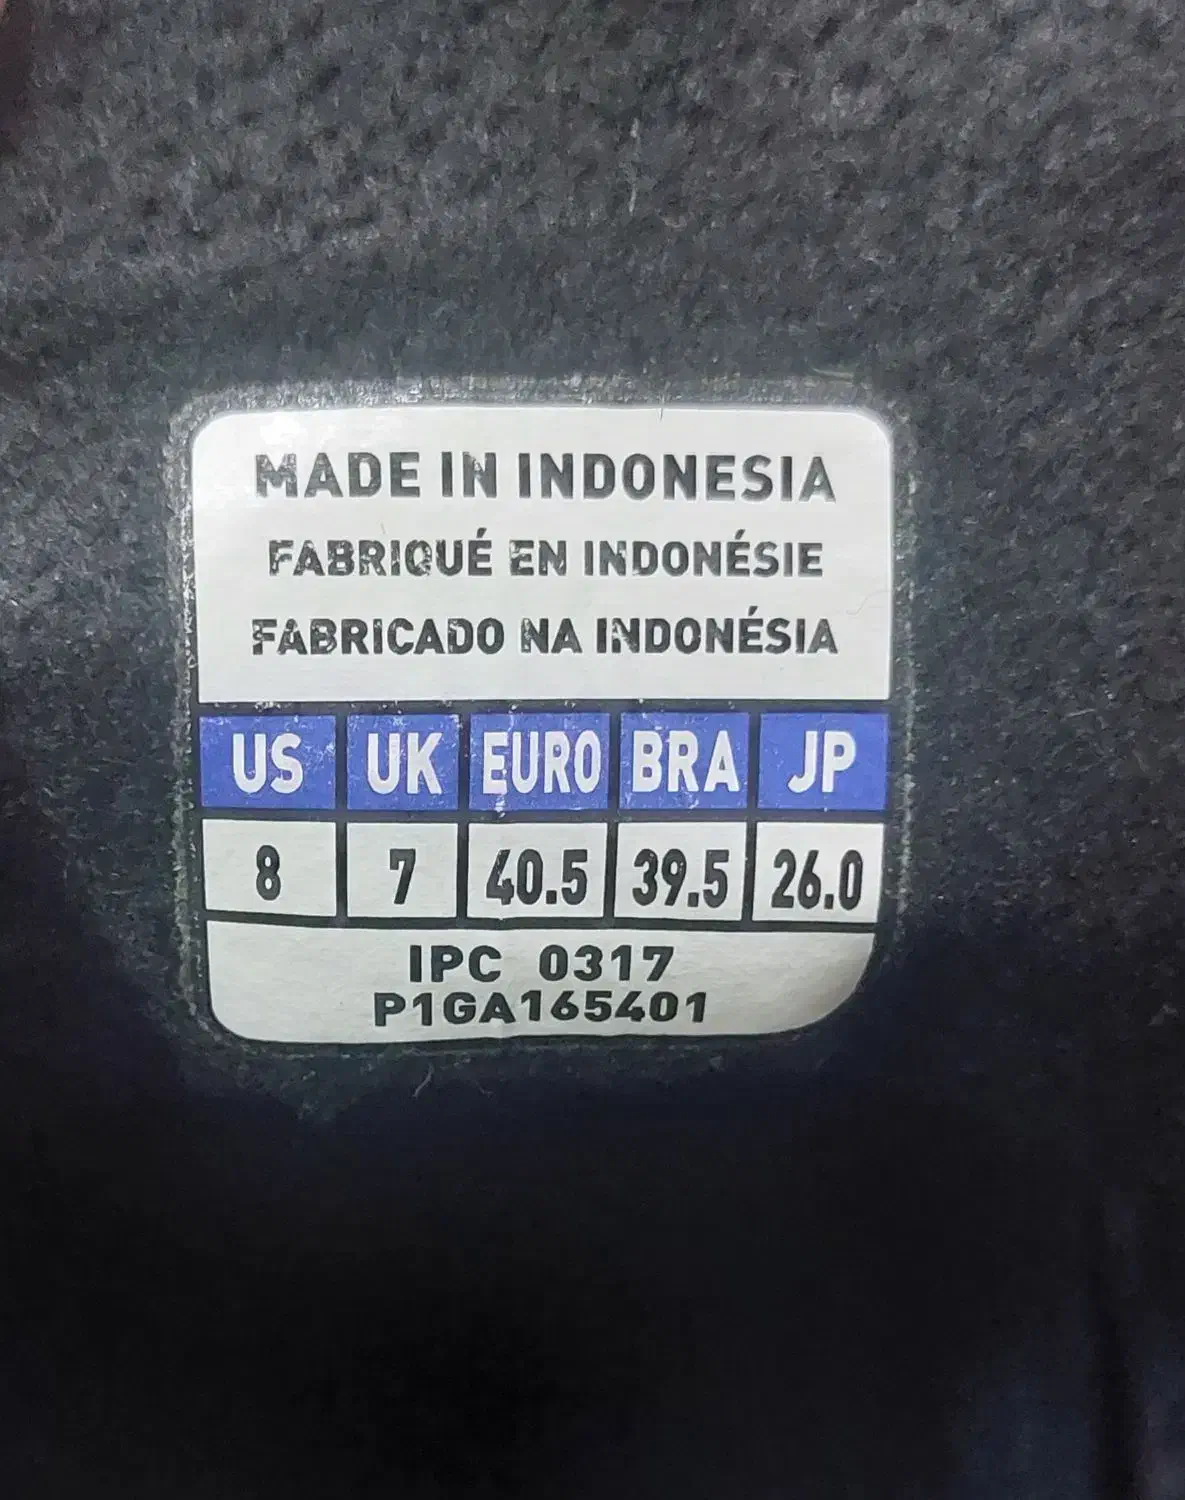 MADE IN INDONESIA
FABRIQUÉ EN INDONÉSIE
FABRICADO NA INDONÉSIA
US UK EURO BRA JP
8 7 40.5 39.5 26.0
IPC 0317
P1GA165401